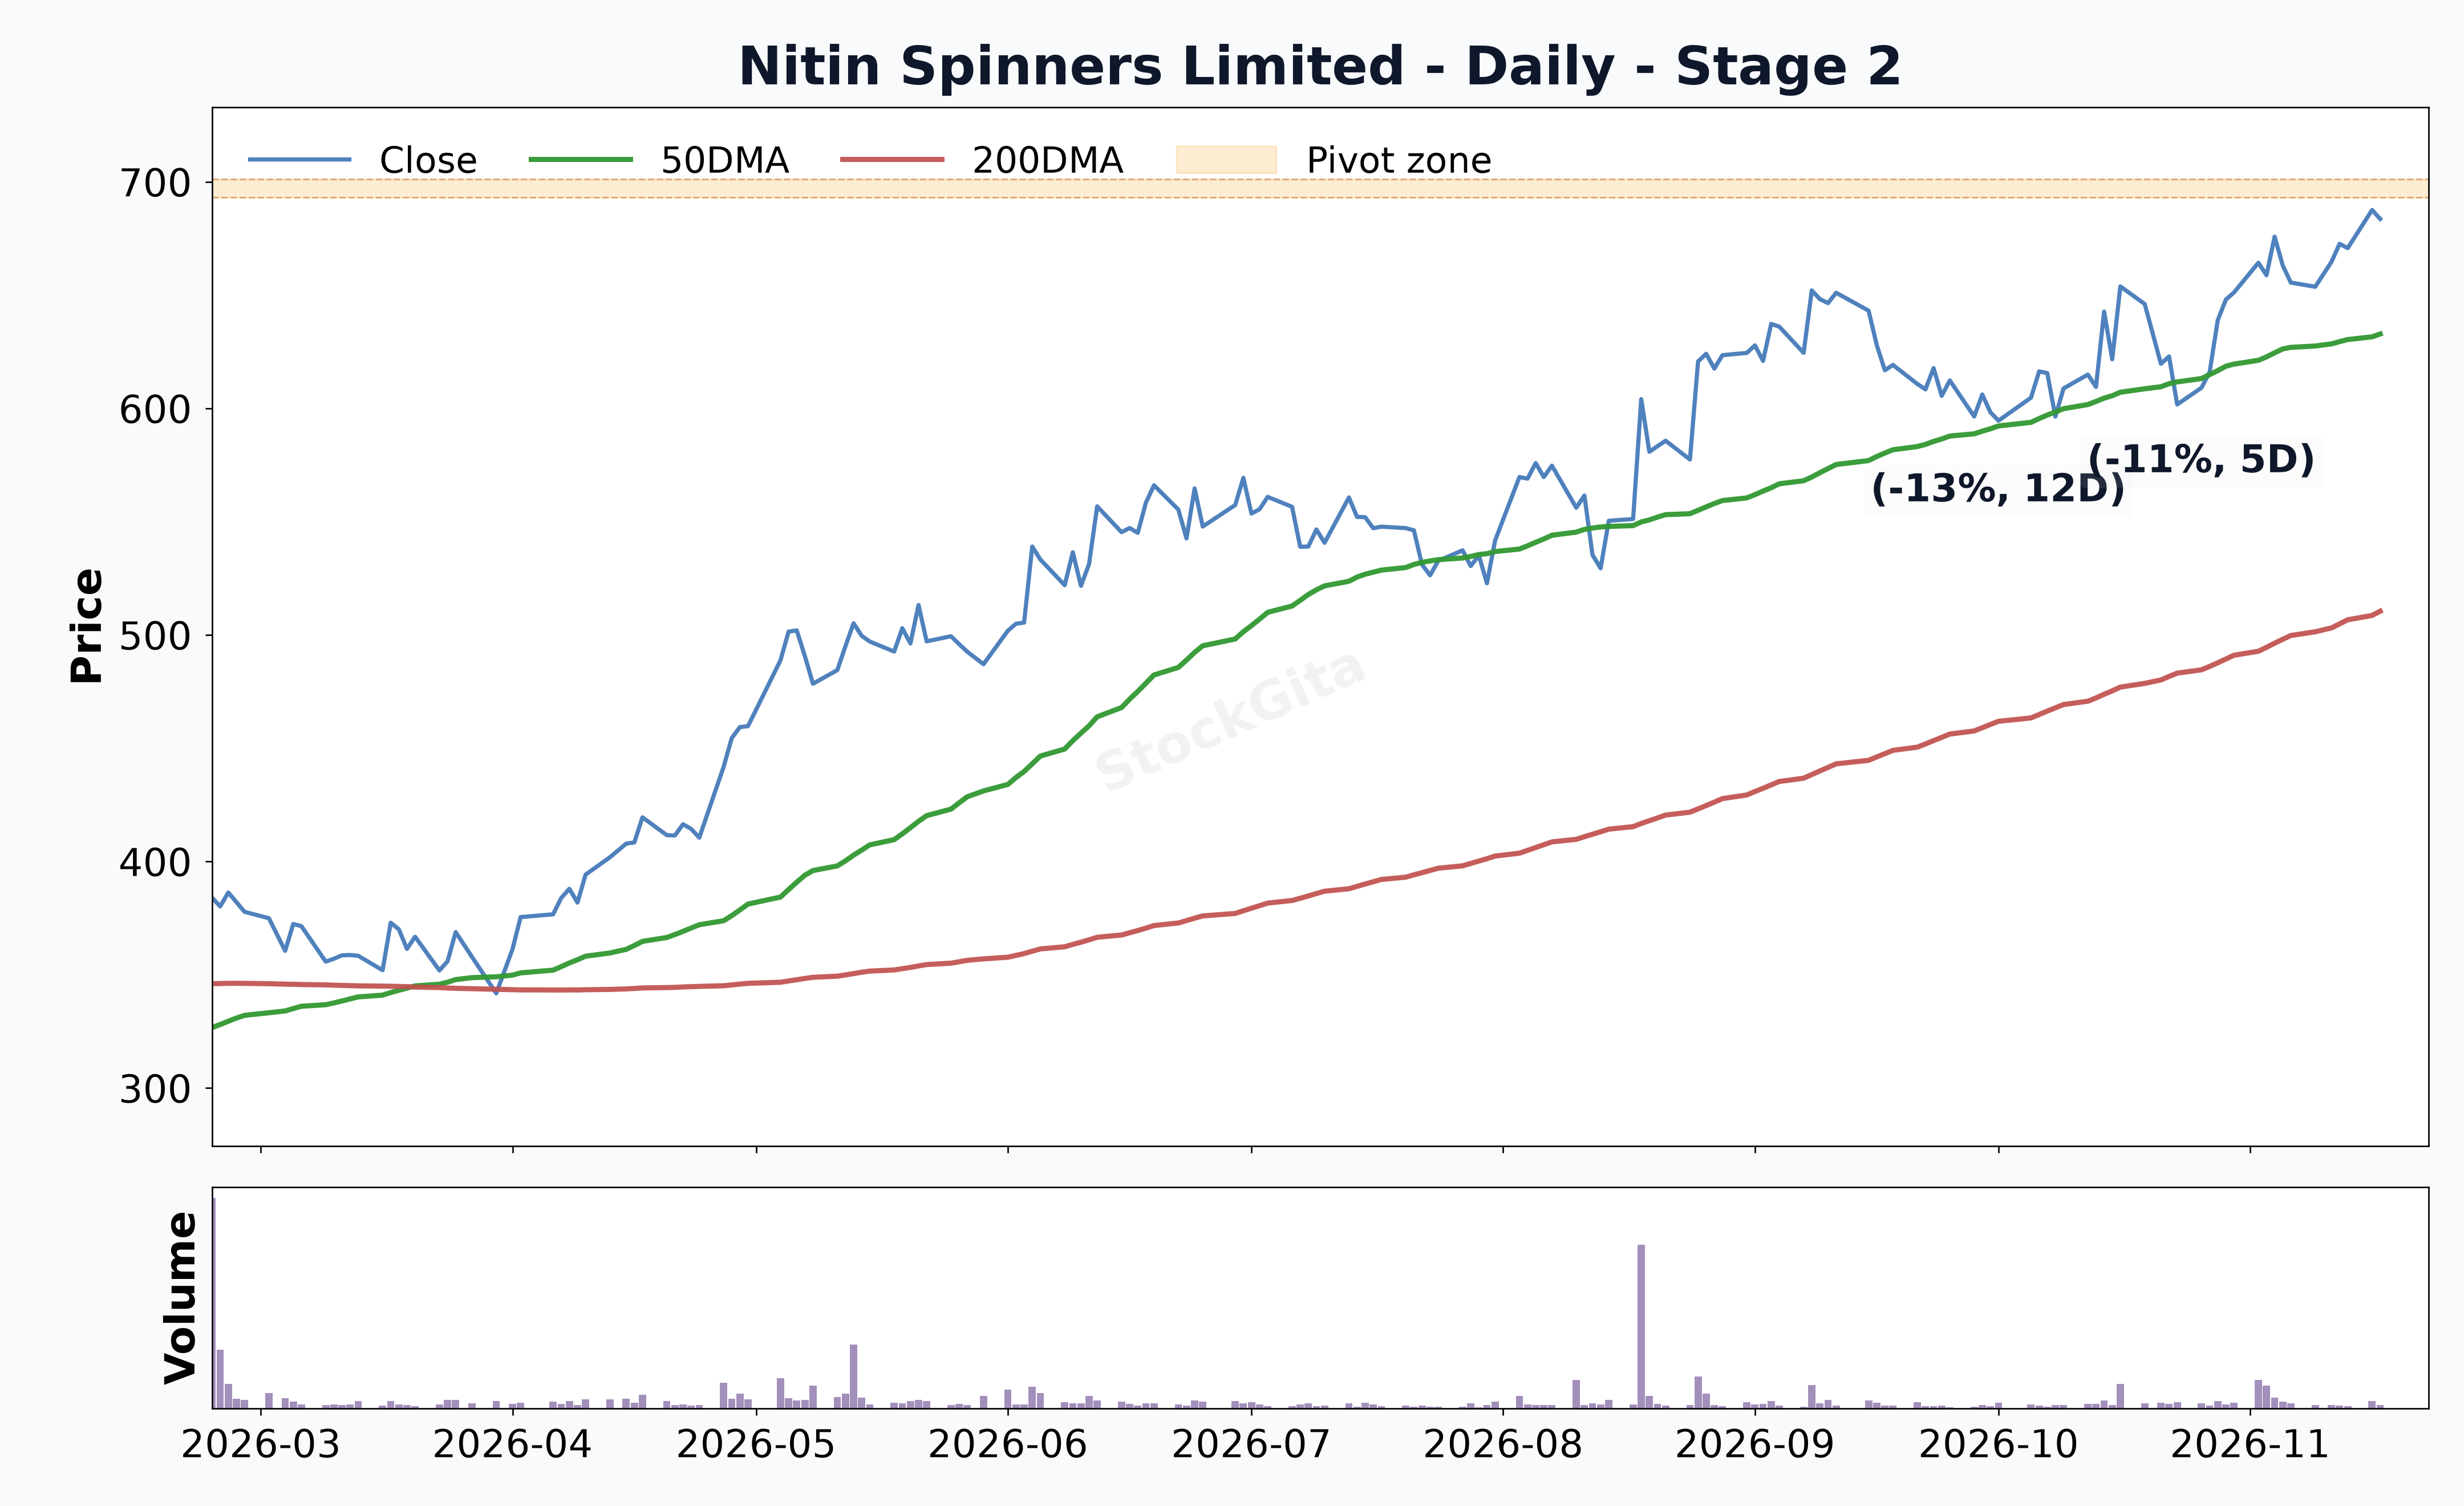 Nitin Spinners Limited - Daily - Stage 2
Close 50DMA 200DMA Pivot zone
700
600
500
400
300
Price
(-13%, 12D)
(-11%, 5D)
StockGita
Volume
2026-03 2026-04 2026-05 2026-06 2026-07 2026-08 2026-09 2026-10 2026-11